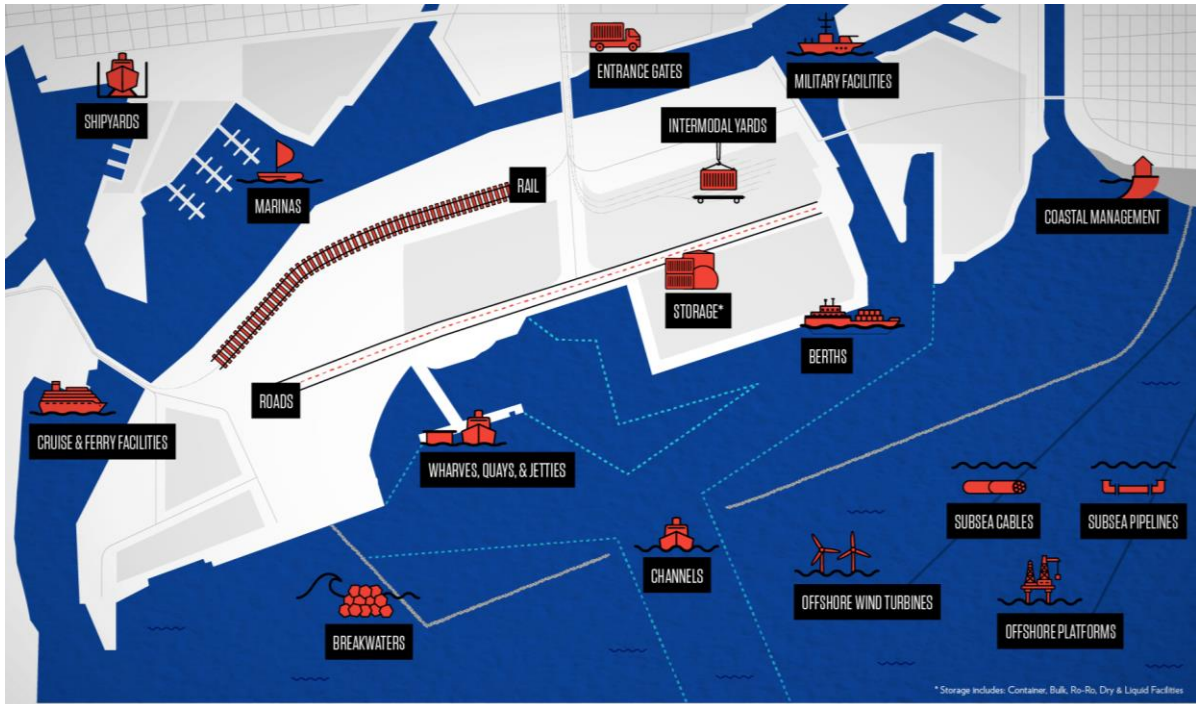 ENTRANCE GATES
MILITARY FACILITIES
SHIPYARDS
INTERMODAL YARDS
MARINAS
RAIL
COASTAL MANAGEMENT
STORAGE*
BERTHS
ROADS
CRUISE & FERRY FACILITIES
WHARVES, QUAYS, & JETTIES
SUBSEA CABLES
SUBSEA PIPELINES
CHANNELS
OFFSHORE WIND TURBINES
OFFSHORE PLATFORMS
BREAKWATERS
* Storage includes: Container, Bulk, Ro-Ro, Dry & Liquid Facilities